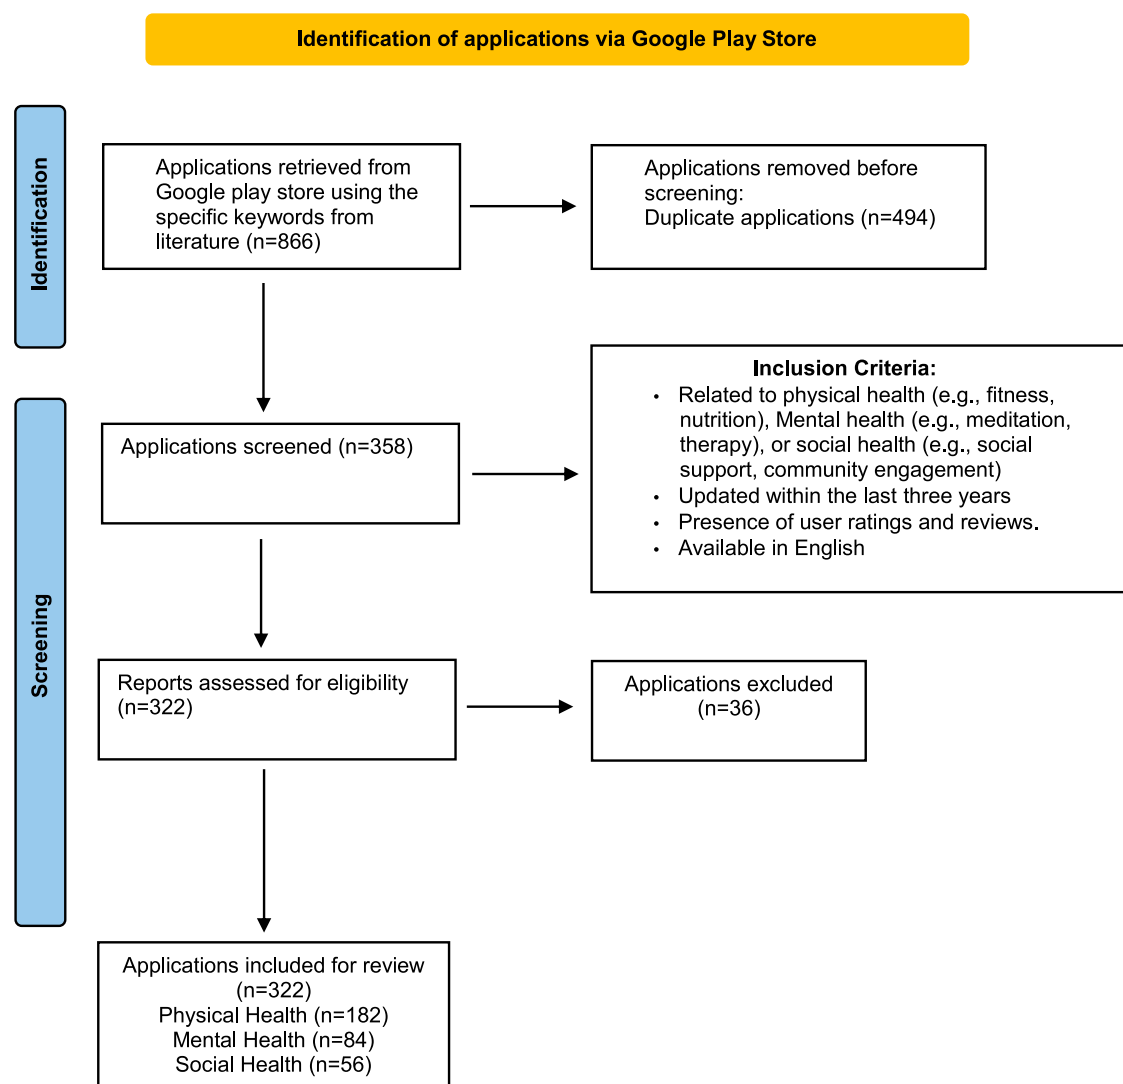 Identification of applications via Google Play Store
Identification
Applications retrieved from
Google play store using the
specific keywords from
literature (n=866)
Applications removed before
screening:
Duplicate applications (n=494)
Screening
Applications screened (n=358)
Inclusion Criteria:
• Related to physical health (e.g., fitness,
nutrition), Mental health (e.g., meditation,
therapy), or social health (e.g., social
support, community engagement)
• Updated within the last three years
• Presence of user ratings and reviews.
• Available in English
Reports assessed for eligibility
(n=322)
Applications excluded
(n=36)
Applications included for review
(n=322)
Physical Health (n=182)
Mental Health (n=84)
Social Health (n=56)